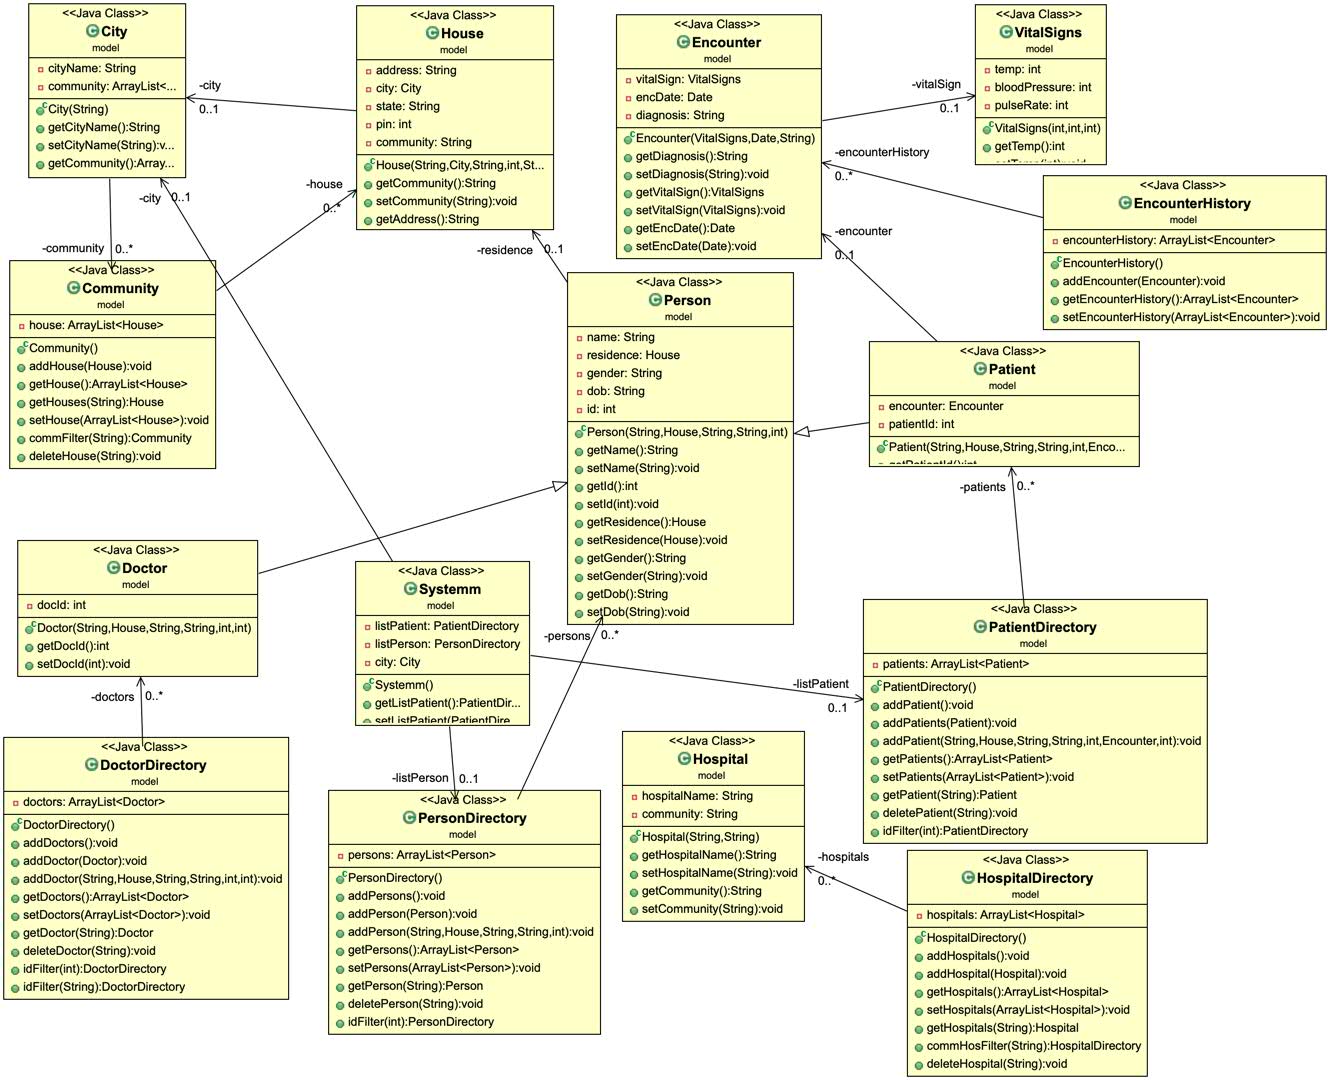 <<Java Class>>
City
model
cityName: String
community: ArrayList<...
City(String)
getCityName():String
setCityName(String):v...
getCommunity():Array...
-city
0..1
<<Java Class>>
House
model
address: String
city: City
state: String
pin: int
community: String
House(String,City,String,int,St...
getCommunity():String
setCommunity(String):void
getAddress():String
<<Java Class>>
Encounter
model
vitalSign: VitalSigns
encDate: Date
diagnosis: String
Encounter(VitalSigns,Date,String)
getDiagnosis():String
setDiagnosis(String):void
getVitalSign():VitalSigns
setVitalSign(VitalSigns):void
getEncDate():Date
setEncDate(Date):void
-vitalSign
0..1
<<Java Class>>
VitalSigns
model
temp: int
bloodPressure: int
pulseRate: int
VitalSigns(int,int,int)
getTemp():int
setTemp(int):void
-encounterHistory
0..*
<<Java Class>>
EncounterHistory
model
encounterHistory: ArrayList<Encounter>
EncounterHistory()
addEncounter(Encounter):void
getEncounterHistory():ArrayList<Encounter>
setEncounterHistory(ArrayList<Encounter>):void
-city 0..1
-house
0..*
-community 0..*
-residence 0..1
-encounter
0..1
<<Java Class>>
Community
model
house: ArrayList<House>
Community()
addHouse(House):void
getHouse():ArrayList<House>
getHouses(String):House
setHouse(ArrayList<House>):void
commFilter(String):Community
deleteHouse(String):void
<<Java Class>>
Person
model
name: String
residence: House
gender: String
dob: String
id: int
Person(String,House,String,String,int)
getName():String
setName(String):void
getId():int
setId(int):void
getResidence():House
setResidence(House):void
getGender():String
setGender(String):void
getDob():String
setDob(String):void
<<Java Class>>
Patient
model
encounter: Encounter
patientId: int
Patient(String,House,String,String,int,Enco...
getPatientId():int
-patients 0..*
<<Java Class>>
Doctor
model
docId: int
Doctor(String,House,String,String,int,int)
getDocId():int
setDocId(int):void
-doctors 0..*
<<Java Class>>
Systemm
model
listPatient: PatientDirectory
listPerson: PersonDirectory
city: City
Systemm()
getListPatient():PatientDir...
setListPatient(PatientDire...
-persons 0..*
-listPatient
0..1
-listPerson 0..1
<<Java Class>>
PatientDirectory
model
patients: ArrayList<Patient>
PatientDirectory()
addPatient():void
addPatients(Patient):void
addPatient(String,House,String,String,int,Encounter,int):void
getPatients():ArrayList<Patient>
setPatients(ArrayList<Patient>):void
getPatient(String):Patient
deletePatient(String):void
idFilter(int):PatientDirectory
<<Java Class>>
DoctorDirectory
model
doctors: ArrayList<Doctor>
DoctorDirectory()
addDoctors():void
addDoctor(Doctor):void
addDoctor(String,House,String,String,int,int):void
getDoctors():ArrayList<Doctor>
setDoctors(ArrayList<Doctor>):void
getDoctor(String):Doctor
deleteDoctor(String):void
idFilter(int):DoctorDirectory
idFilter(String):DoctorDirectory
<<Java Class>>
PersonDirectory
model
persons: ArrayList<Person>
PersonDirectory()
addPersons():void
addPerson(Person):void
addPerson(String,House,String,String,int):void
getPersons():ArrayList<Person>
setPersons(ArrayList<Person>):void
getPerson(String):Person
deletePerson(String):void
idFilter(int):PersonDirectory
<<Java Class>>
Hospital
model
hospitalName: String
community: String
Hospital(String,String)
getHospitalName():String
setHospitalName(String):void
getCommunity():String
setCommunity(String):void
-hospitals
0..*
<<Java Class>>
HospitalDirectory
model
hospitals: ArrayList<Hospital>
HospitalDirectory()
addHospitals():void
addHospital(Hospital):void
getHospitals():ArrayList<Hospital>
setHospitals(ArrayList<Hospital>):void
getHospitals(String):Hospital
commHosFilter(String):HospitalDirectory
deleteHospital(String):void